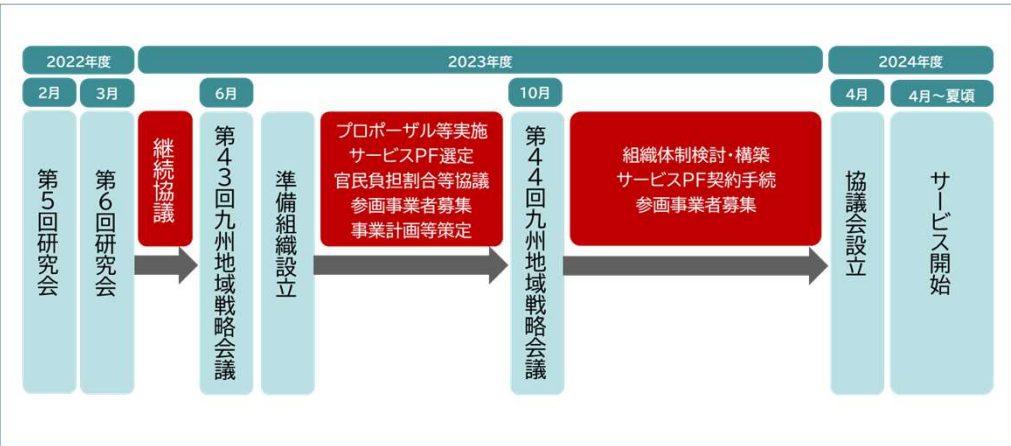 2022年度
2023年度
2024年度
2月
3月
6月
10月
4月
4月～夏頃
第5回研究会
第6回研究会
継続協議
第43回九州地域戦略会議
準備組織設立
プロポーザル等実施
サービスPF選定
官民負担割合等協議
参画事業者募集
事業計画等策定
第44回九州地域戦略会議
組織体制検討・構築
サービスPF契約手続
参画事業者募集
協議会設立
サービス開始